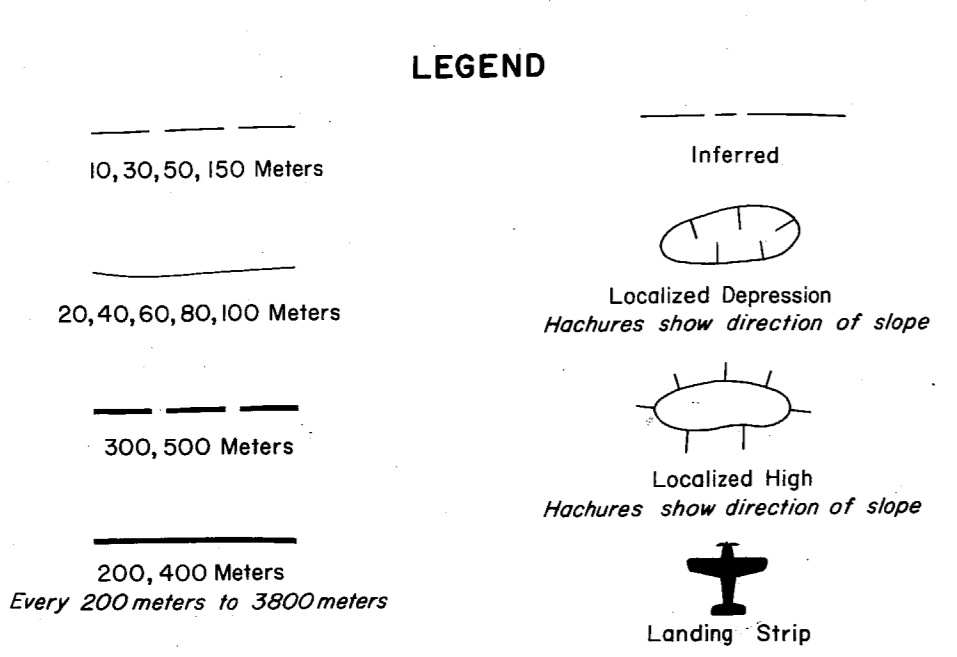 LEGEND
10, 30, 50, 150 Meters
20, 40, 60, 80, 100 Meters
300, 500 Meters
200, 400 Meters
Every 200 meters to 3800 meters
Inferred
Localized Depression
Hachures show direction of slope
Localized High
Hachures show direction of slope
Landing Strip